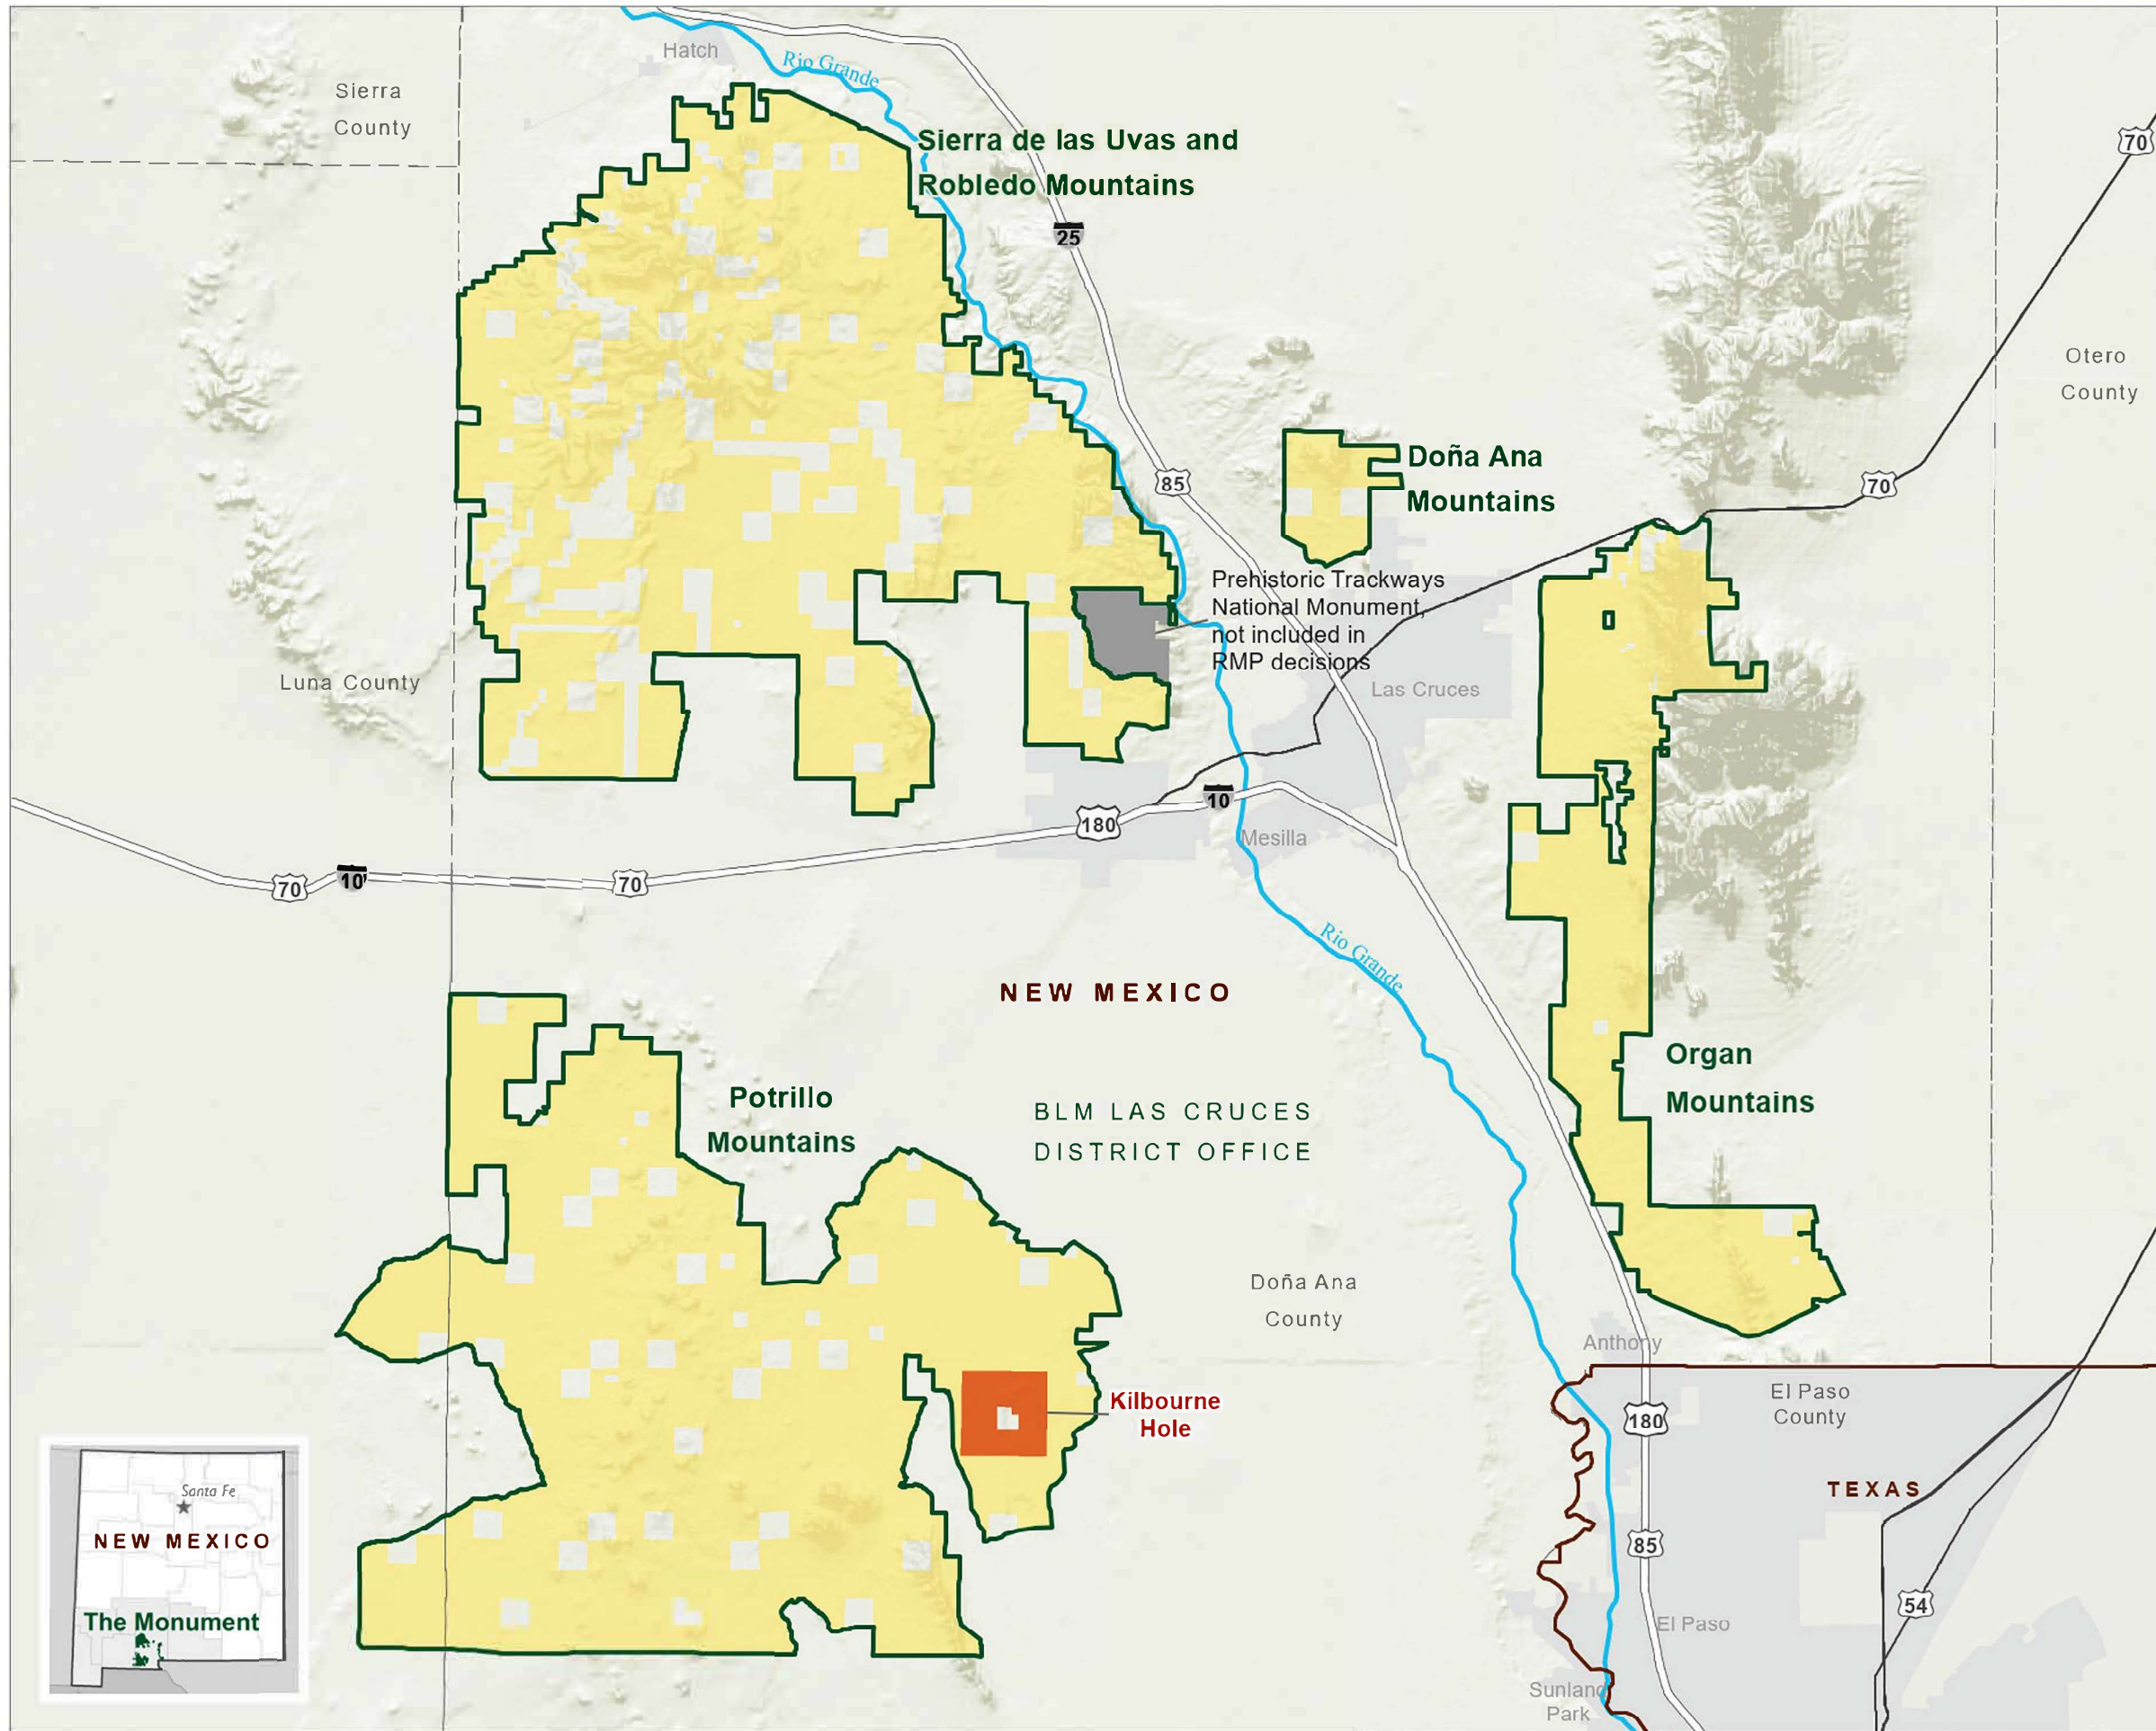 Hatch
Rio Grande
Sierra
County
Sierra de las Uvas and
Robledo Mountains
70
25
Otero
County
85
Doña Ana
Mountains
70
Prehistoric Trackways
National Monument,
not included in
RMP decisions
Luna County
Las Cruces
10
180
Mesilla
70
10
70
Rio Grande
NEW MEXICO
Organ
Mountains
Potrillo
Mountains
BLM LAS CRUCES
DISTRICT OFFICE
Doña Ana
County
Anthony
El Paso
County
Kilbourne
Hole
180
TEXAS
Santa Fe
NEW MEXICO
The Monument
85
54
El Paso
Sunland
Park